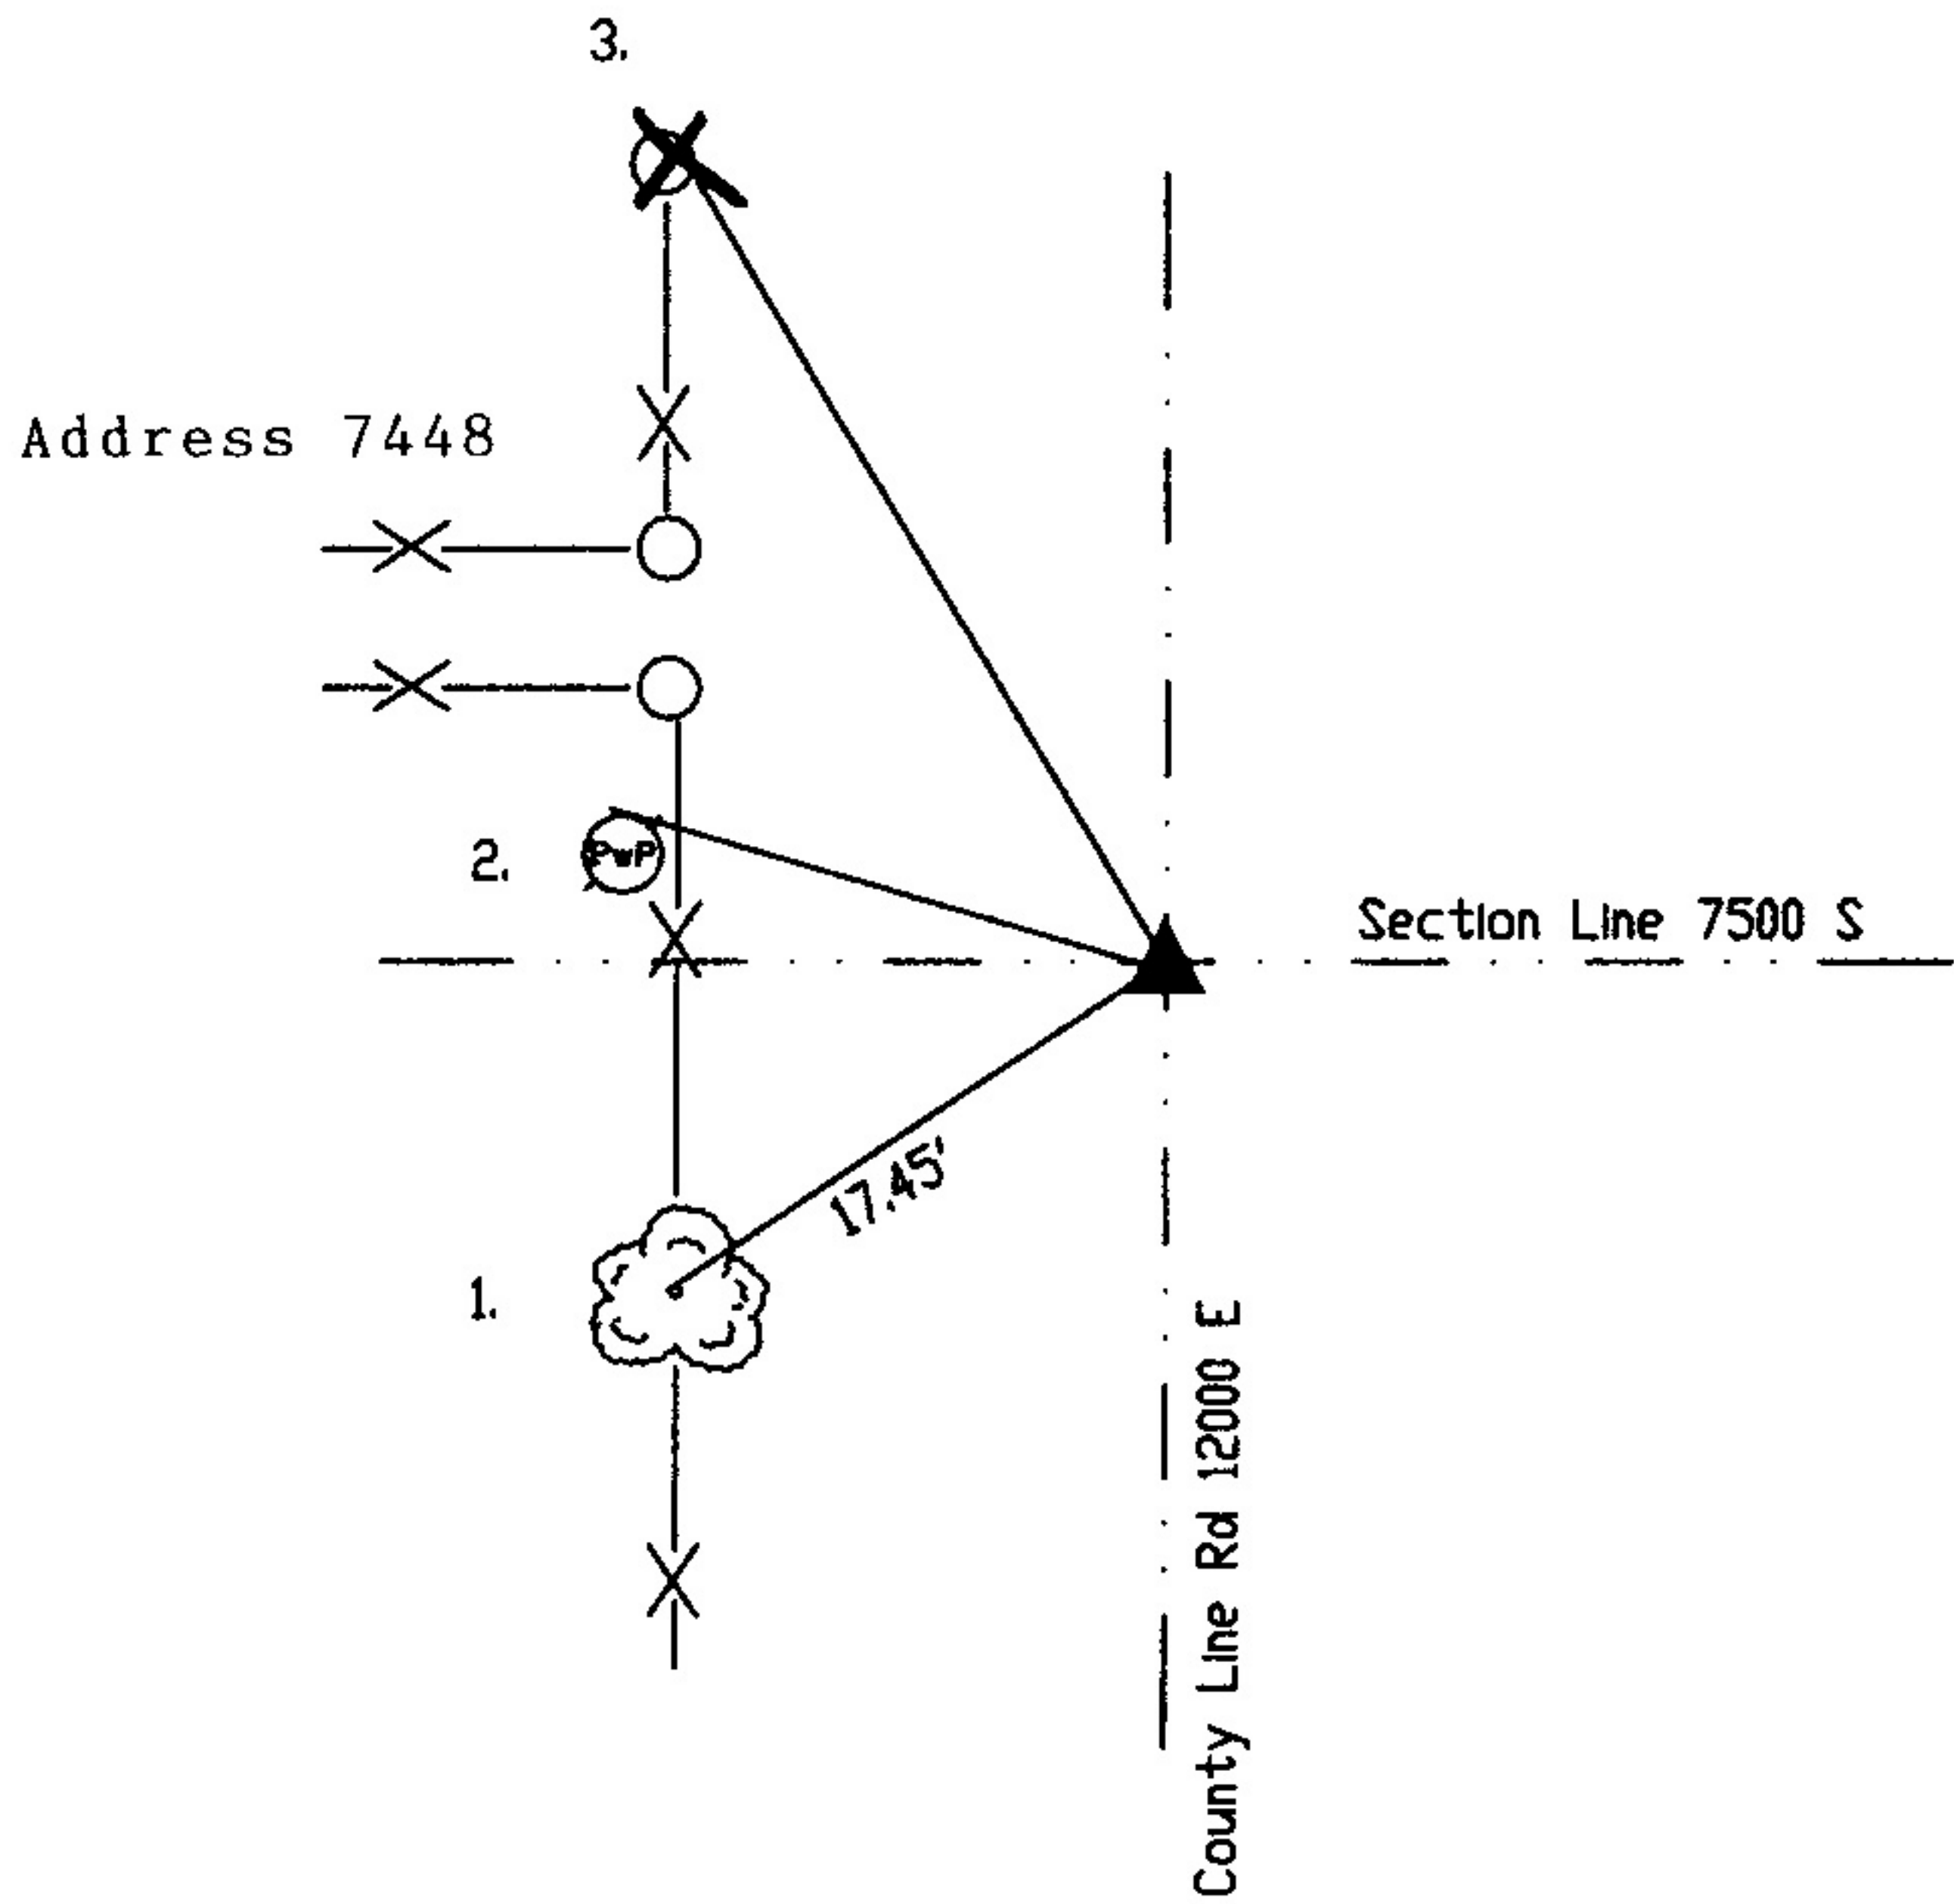 3.
Address 7448
2.
PwP
Section Line 7500 S
17.45'
1.
County Line Rd 12000 E